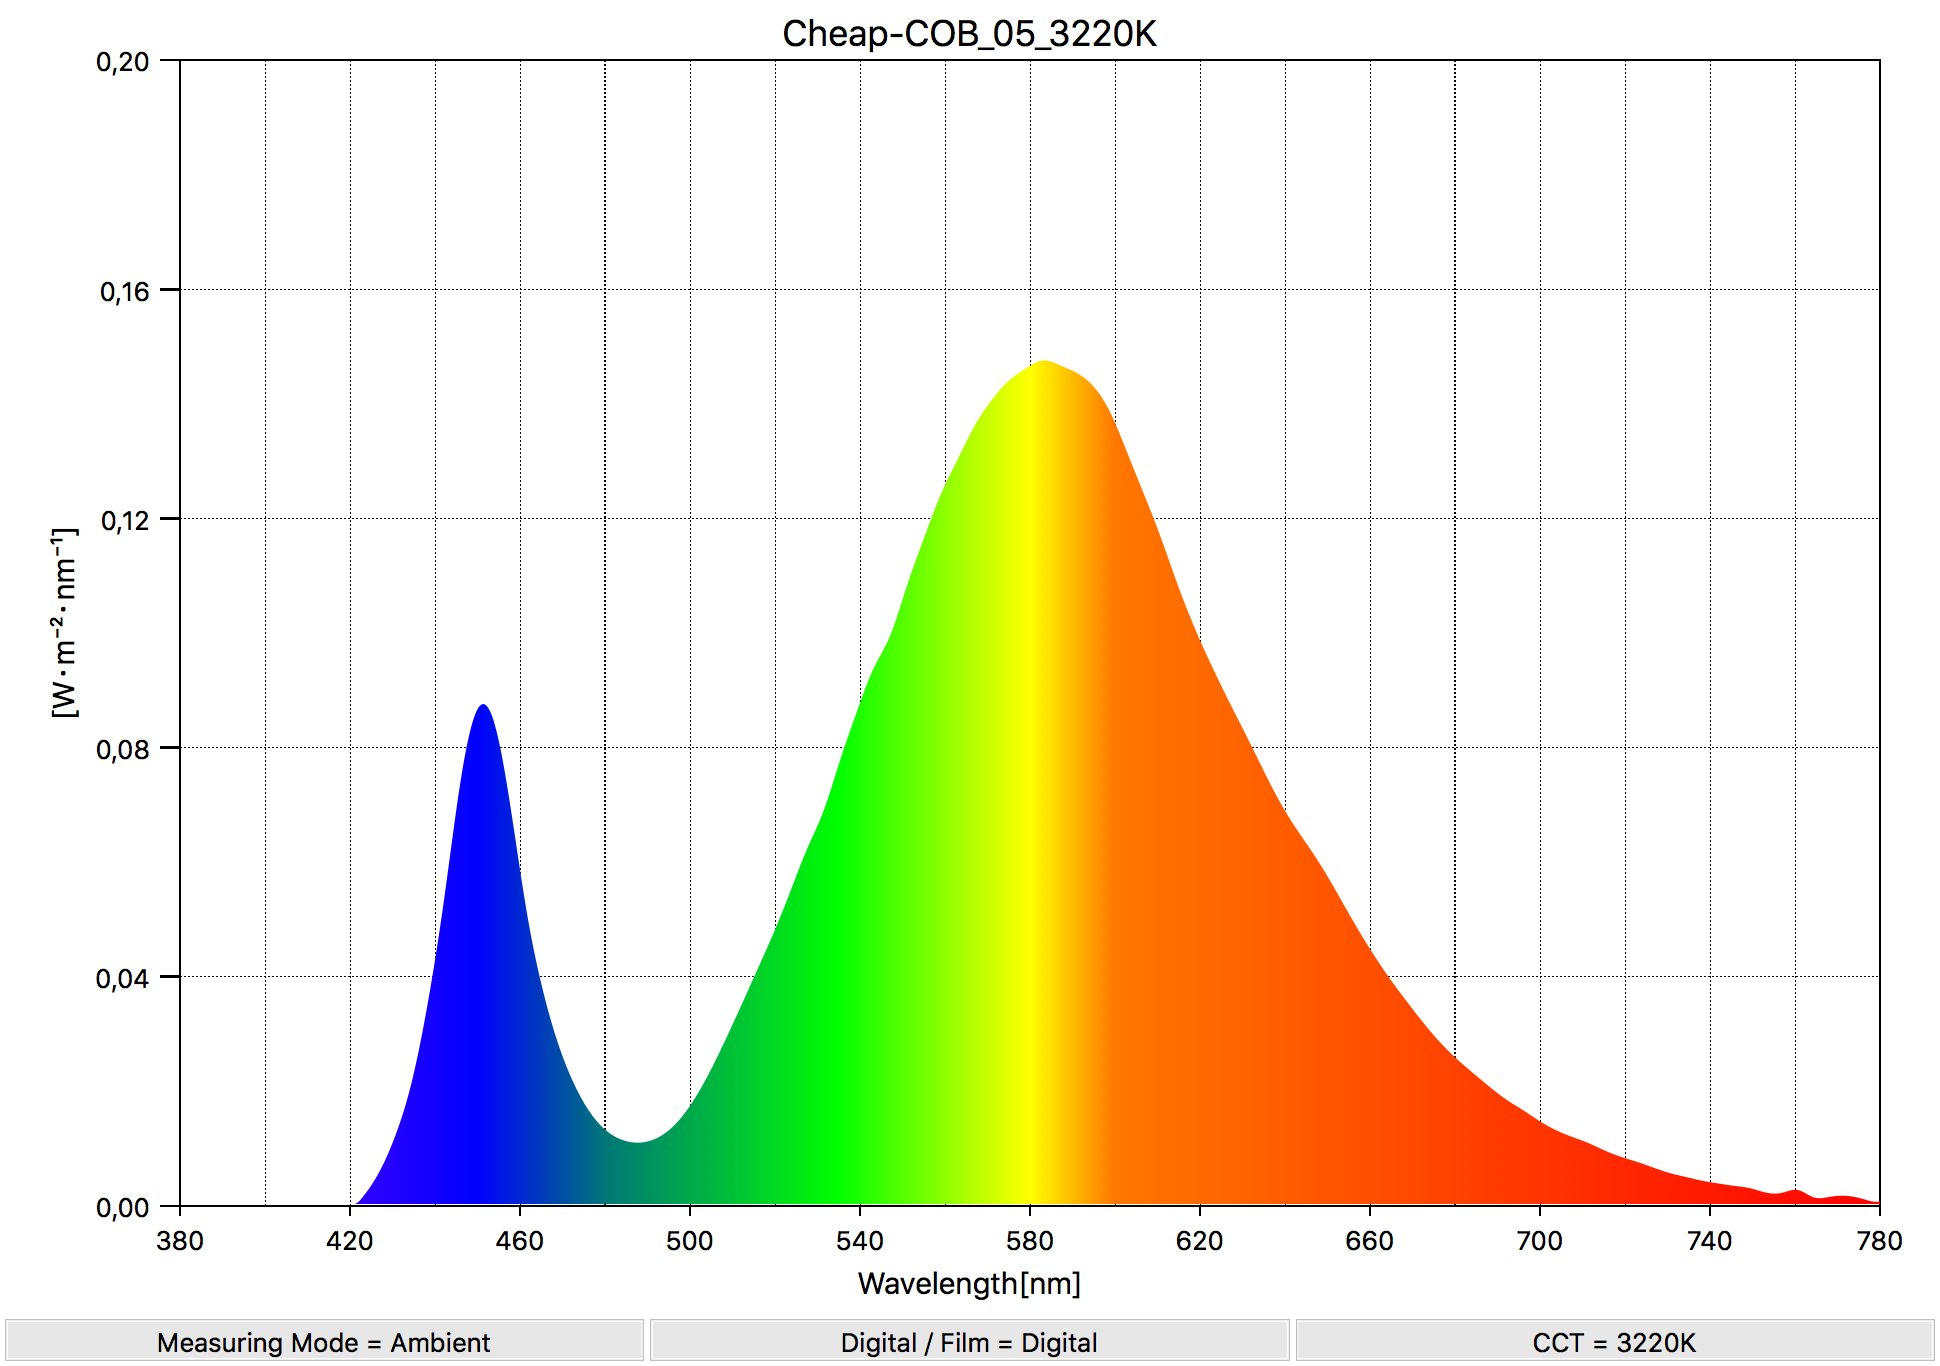 Cheap-COB_05_3220K
0,20
0,16
0,12
0,08
0,04
0,00
[W·m⁻²·nm⁻¹]
380 420 460 500 540 580 620 660 700 740 780
Wavelength[nm]
Measuring Mode = Ambient
Digital / Film = Digital
CCT = 3220K